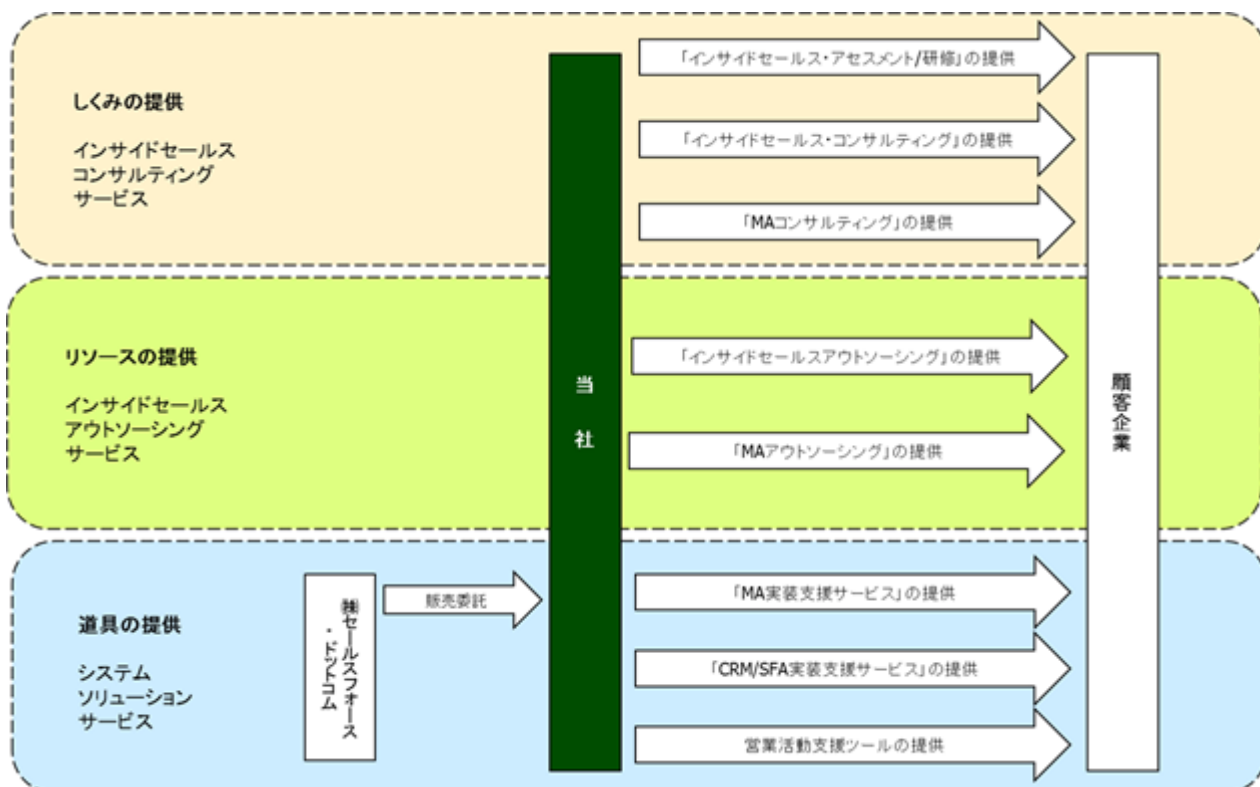 しくみの提供
インサイドセールス
コンサルティング
サービス
「インサイドセールス・アセスメント/研修」の提供
「インサイドセールス・コンサルティング」の提供
「MAコンサルティング」の提供
リソースの提供
インサイドセールス
アウトソーシング
サービス
当社
「インサイドセールスアウトソーシング」の提供
「MAアウトソーシング」の提供
顧客企業
道具の提供
システム
ソリューション
サービス
㈱セールスフォース
・ドットコム
販売委託
「MA実装支援サービス」の提供
「CRM/SFA実装支援サービス」の提供
営業活動支援ツールの提供